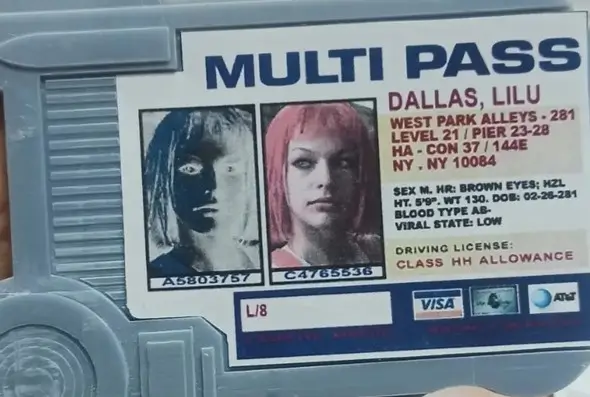 MULTI PASS
DALLAS, LILU
WEST PARK ALLEYS - 281
LEVEL 21 / PIER 23-28
HA - CON 37 / 144E
NY . NY 10084
SEX M. HR: BROWN EYES; HZL
HT. 5'9". WT 130. DOB: 02-26-281
BLOOD TYPE AB-
VIRAL STATE: LOW
DRIVING LICENSE:
CLASS HH ALLOWANCE
A5803757
C4765536
L/8
VISA
AT&T